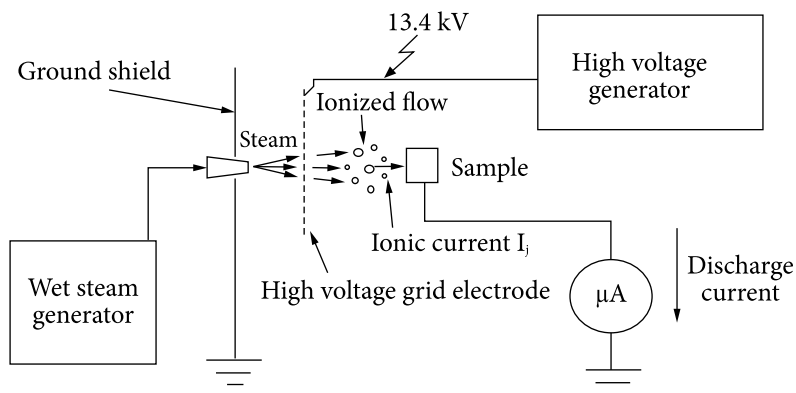 13.4 kV
Ground shield
High voltage
generator
Ionized flow
Steam
Sample
Ionic current Ij
Wet steam
generator
High voltage grid electrode
μA
Discharge
current